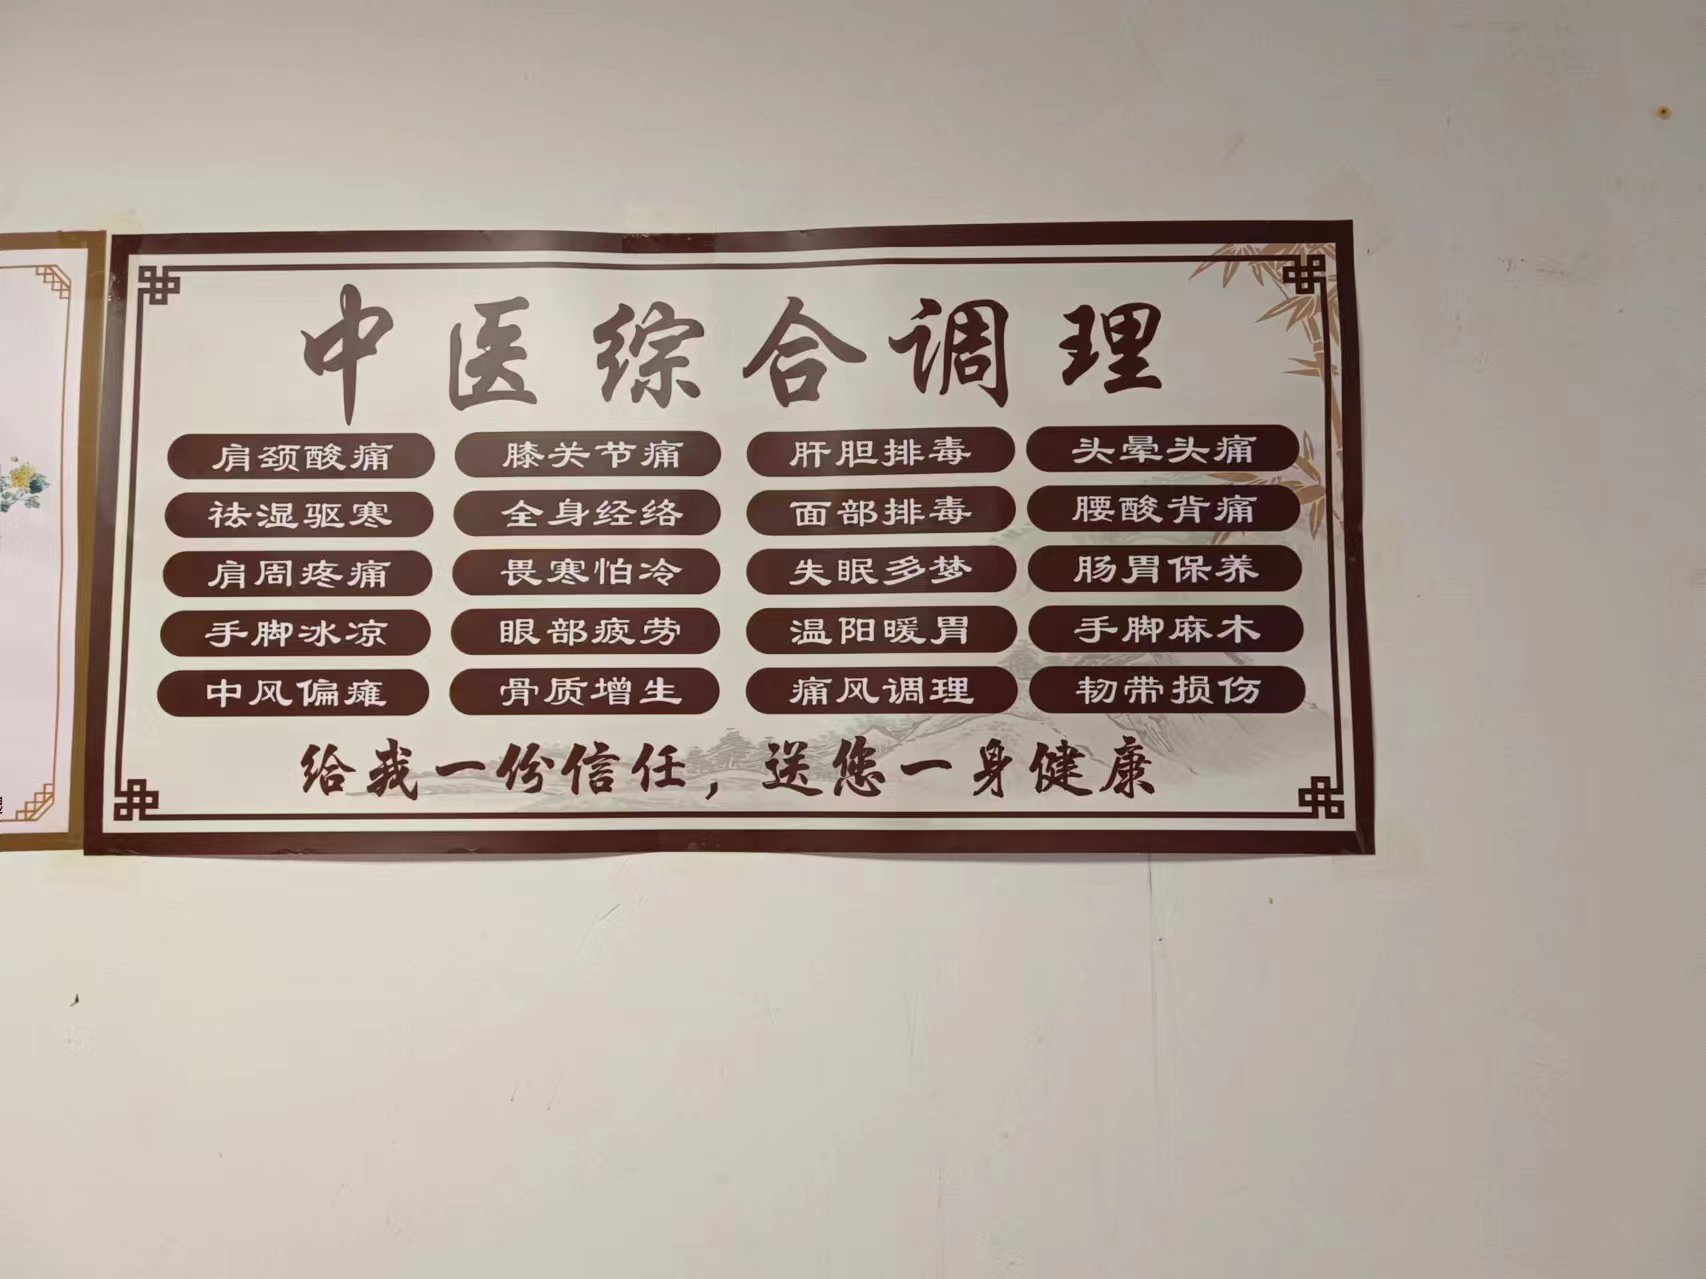 中医综合调理
肩颈酸痛 膝关节痛 肝胆排毒 头晕头痛
祛湿驱寒 全身经络 面部排毒 腰酸背痛
肩周疼痛 畏寒怕冷 失眠多梦 肠胃保养
手脚冰凉 眼部疲劳 温阳暖胃 手脚麻木
中风偏瘫 骨质增生 痛风调理 韧带损伤
给我一份信任，送您一身健康